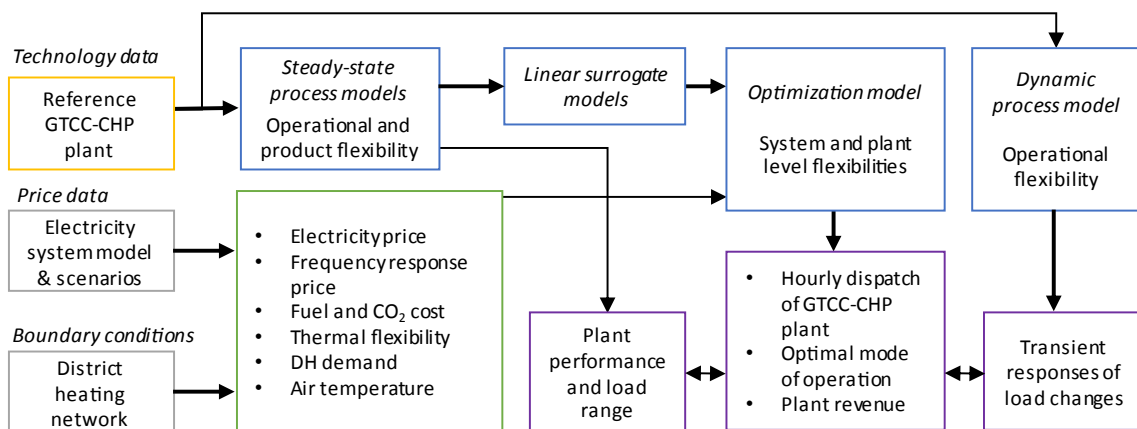 Technology data
Reference
GTCC-CHP
plant
Steady-state
process models
Operational and
product flexibility
Linear surrogate
models
Optimization model
System and plant
level flexibilities
Dynamic
process model
Operational
flexibility
Price data
Electricity
system model
& scenarios
Boundary conditions
District
heating
network
• Electricity price
• Frequency response
price
• Fuel and CO₂ cost
• Thermal flexibility
• DH demand
• Air temperature
Plant
performance
and load
range
• Hourly dispatch
of GTCC-CHP
plant
• Optimal mode
of operation
• Plant revenue
Transient
responses of
load changes